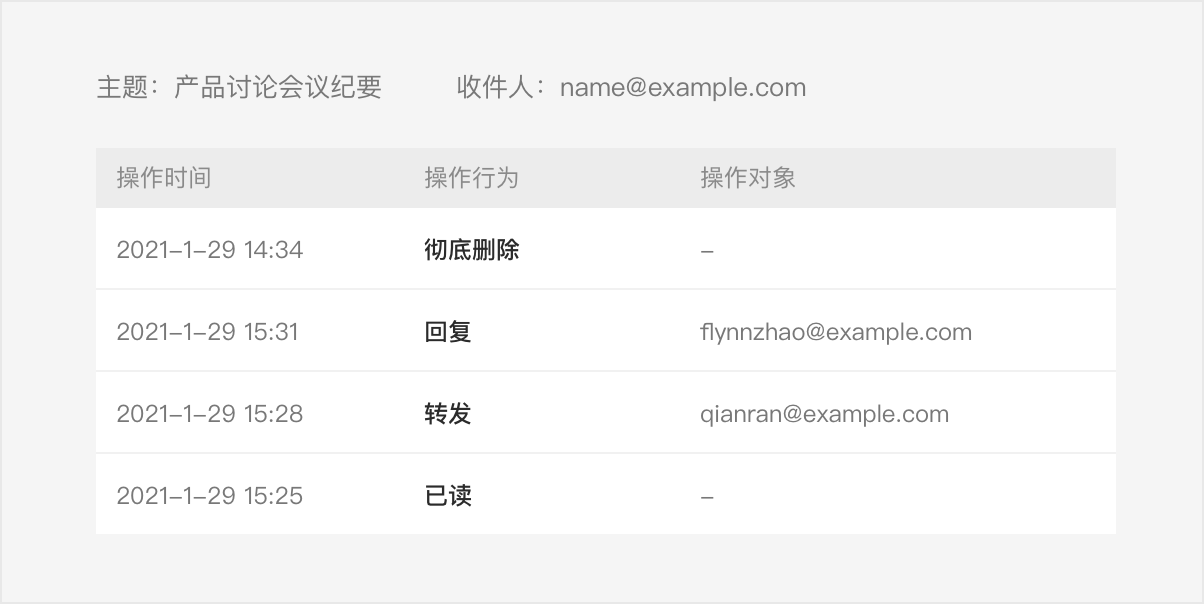 主题：产品讨论会议纪要 收件人：name@example.com
操作时间 操作行为 操作对象
2021–1–29 14:34 彻底删除 –
2021–1–29 15:31 回复 flynnzhao@example.com
2021–1–29 15:28 转发 qianran@example.com
2021–1–29 15:25 已读 –